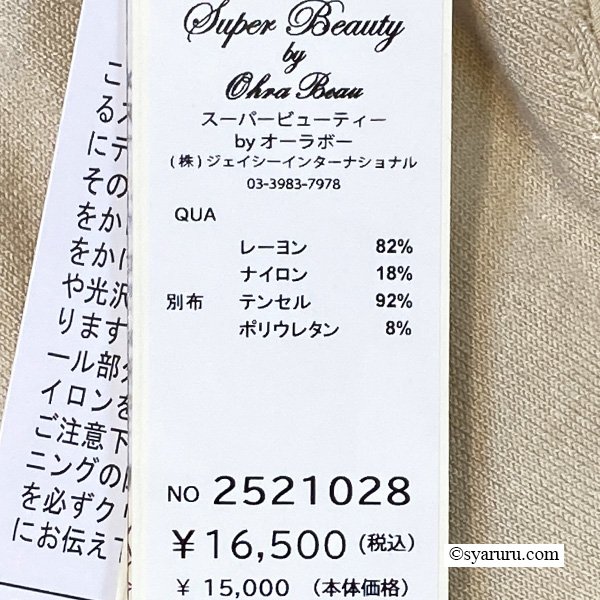 Super Beauty
by
Ohra Beau
スーパービューティー
by オーラボー
(株)ジェイシーインターナショナル
03-3983-7978
QUA
レーヨン 82%
ナイロン 18%
別布 テンセル 92%
ポリウレタン 8%
NO 2521028
¥16,500(税込)
¥ 15,000 (本体価格)
こ
る
にデ
その
をかけ
をかけ
や光沢
ります
ール部分
イロンを
ご注意下
ニングの
を必ずク
にお伝え下
©syaruru.com